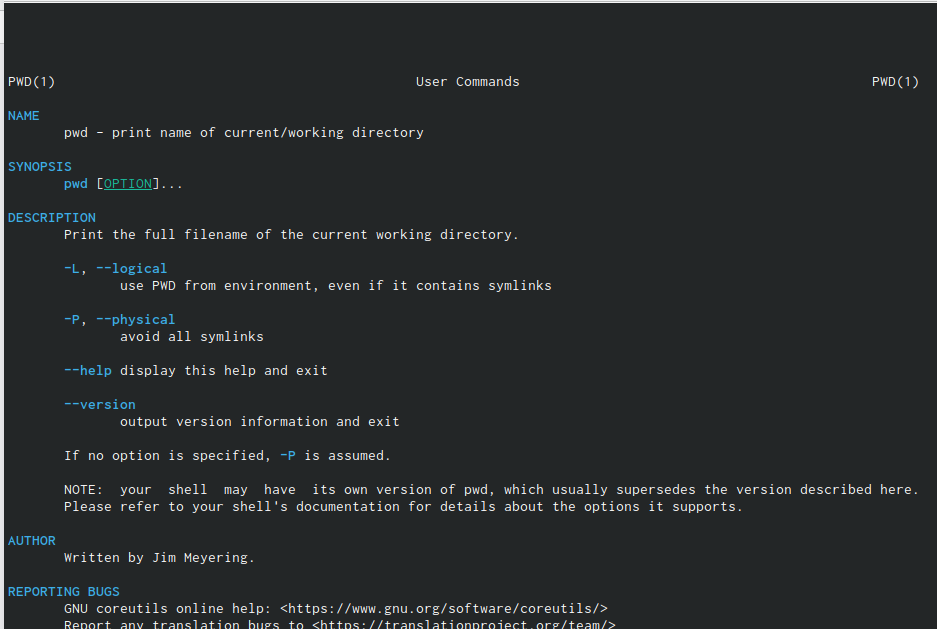 PWD(1) User Commands PWD(1)
NAME
pwd - print name of current/working directory
SYNOPSIS
pwd [OPTION]...
DESCRIPTION
Print the full filename of the current working directory.
-L, --logical
use PWD from environment, even if it contains symlinks
-P, --physical
avoid all symlinks
--help display this help and exit
--version
output version information and exit
If no option is specified, -P is assumed.
NOTE: your shell may have its own version of pwd, which usually supersedes the version described here.
Please refer to your shell's documentation for details about the options it supports.
AUTHOR
Written by Jim Meyering.
REPORTING BUGS
GNU coreutils online help: <https://www.gnu.org/software/coreutils/>
Report any translation bugs to <https://translationproject.org/team/>